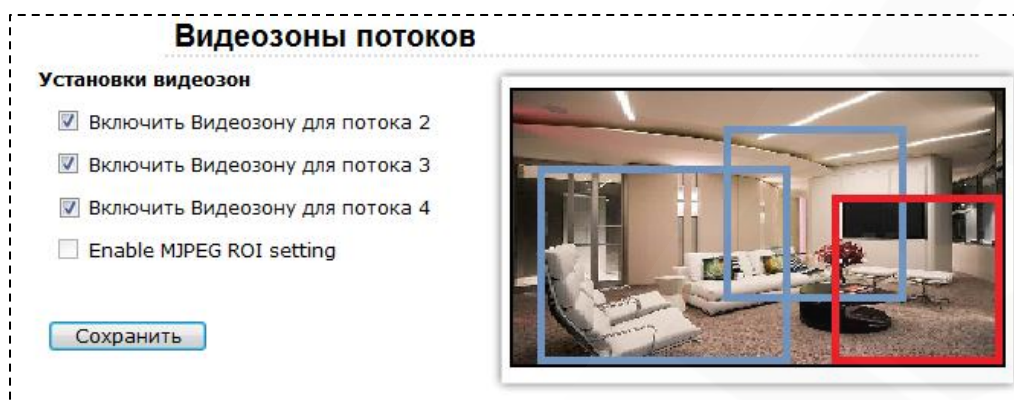 Видеозоны потоков
Установки видеозон
Включить Видеозону для потока 2
Включить Видеозону для потока 3
Включить Видеозону для потока 4
Enable MJPEG ROI setting
Сохранить